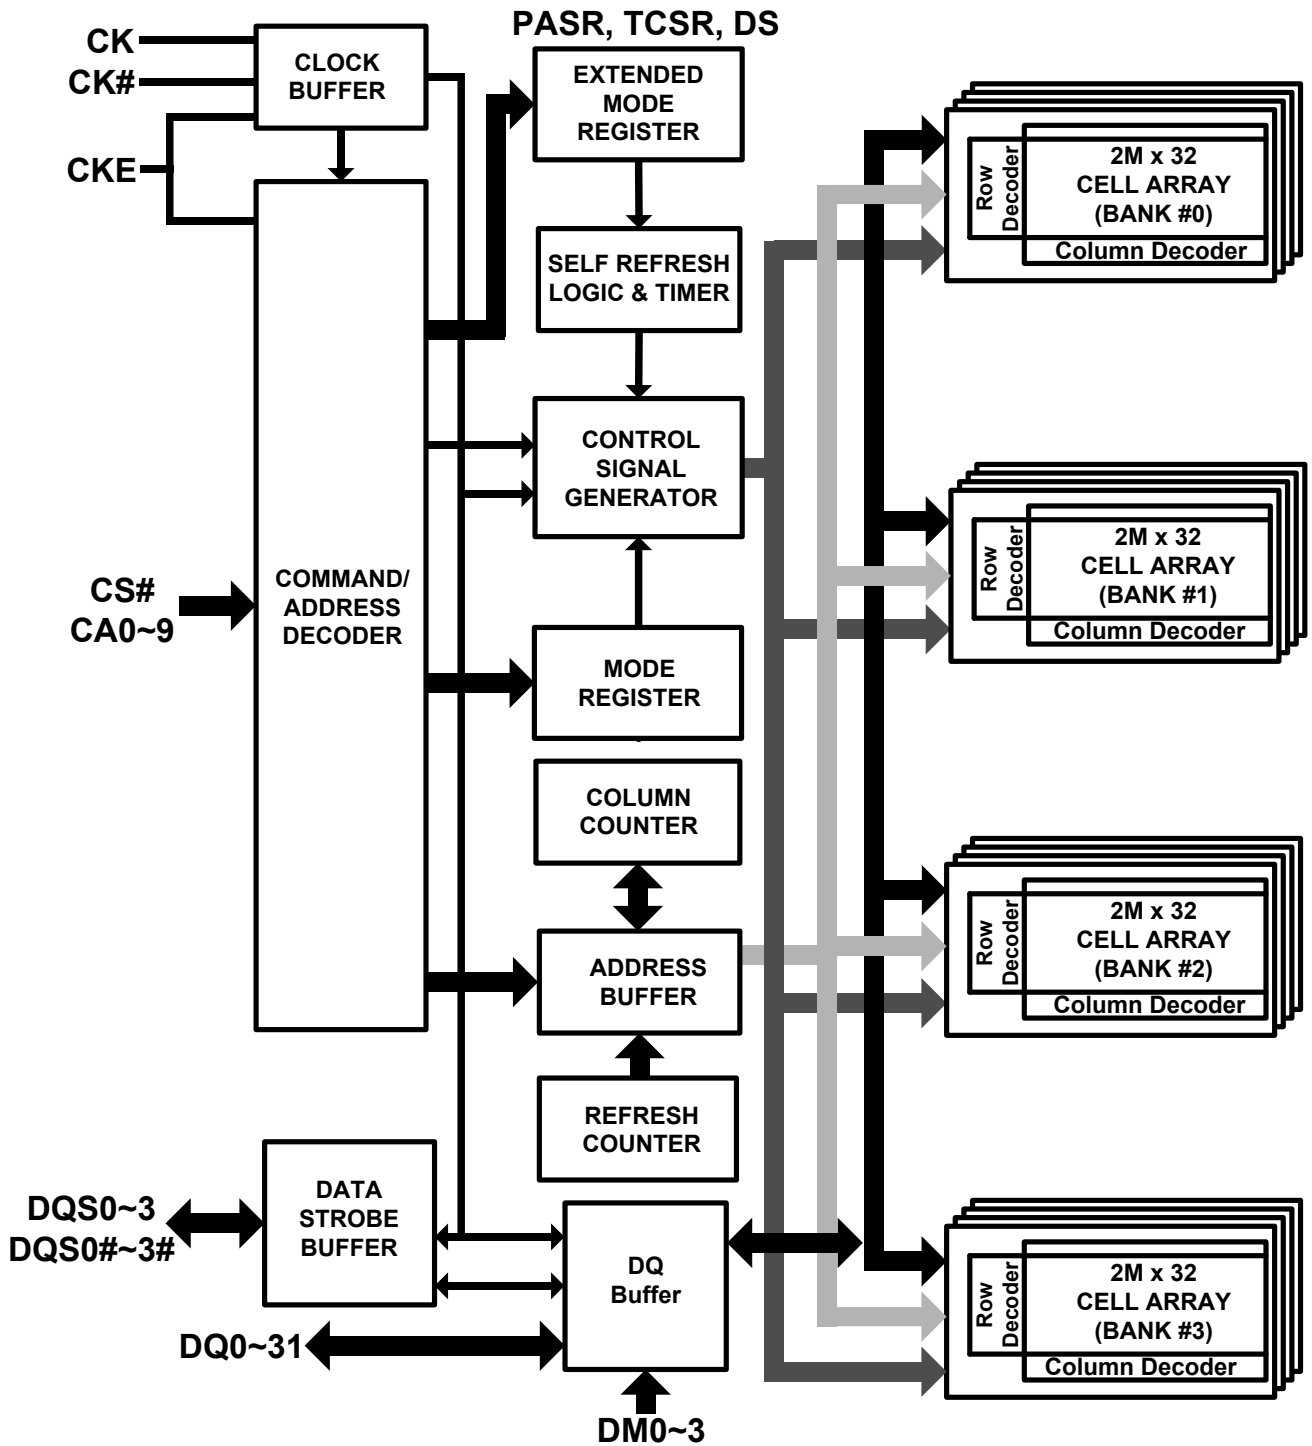 PASR, TCSR, DS
CK
CK#
CKE
CLOCK
BUFFER
EXTENDED
MODE
REGISTER
SELF REFRESH
LOGIC & TIMER
CONTROL
SIGNAL
GENERATOR
CS#
CA0~9
COMMAND/
ADDRESS
DECODER
MODE
REGISTER
COLUMN
COUNTER
ADDRESS
BUFFER
REFRESH
COUNTER
DQS0~3
DQS0#~3#
DATA
STROBE
BUFFER
DQ
Buffer
DQ0~31
DM0~3
Row
Decoder
2M x 32
CELL ARRAY
(BANK #0)
Column Decoder
Row
Decoder
2M x 32
CELL ARRAY
(BANK #1)
Column Decoder
Row
Decoder
2M x 32
CELL ARRAY
(BANK #2)
Column Decoder
Row
Decoder
2M x 32
CELL ARRAY
(BANK #3)
Column Decoder